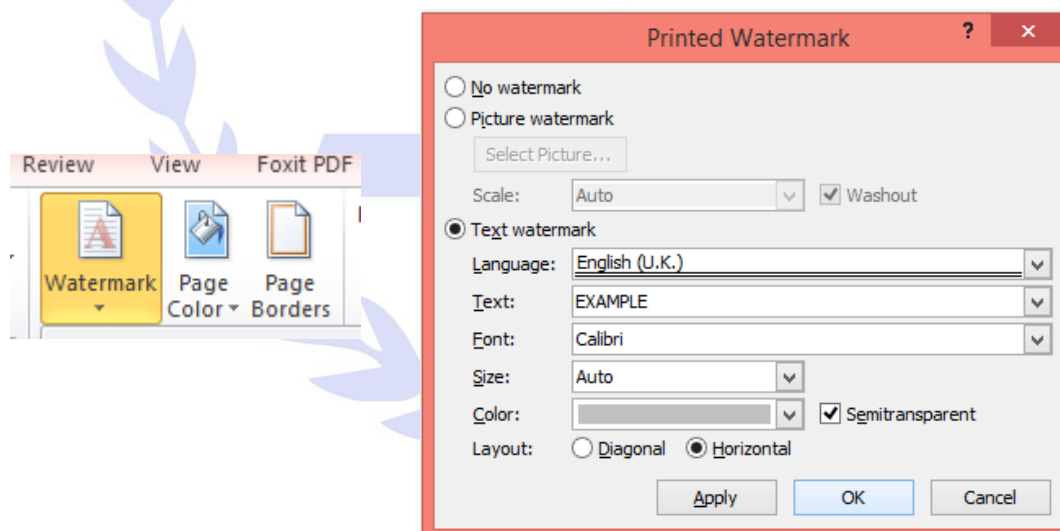 Review View Foxit PDF
Watermark Page Color Page Borders
Printed Watermark ? ×
No watermark
Picture watermark
Select Picture...
Scale: Auto Washout
Text watermark
Language: English (U.K.)
Text: EXAMPLE
Font: Calibri
Size: Auto
Color: Semitransparent
Layout: Diagonal Horizontal
Apply OK Cancel